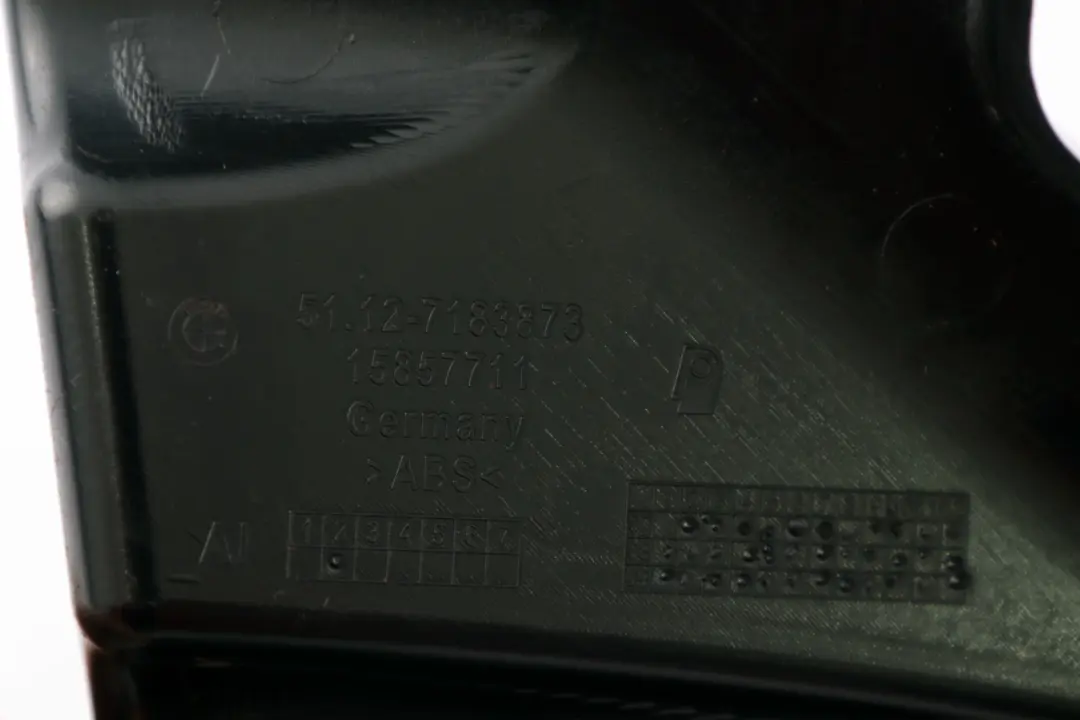 51.12-7183873
15857711
Germany
>ABS<
1 2 3 4 5 6 7